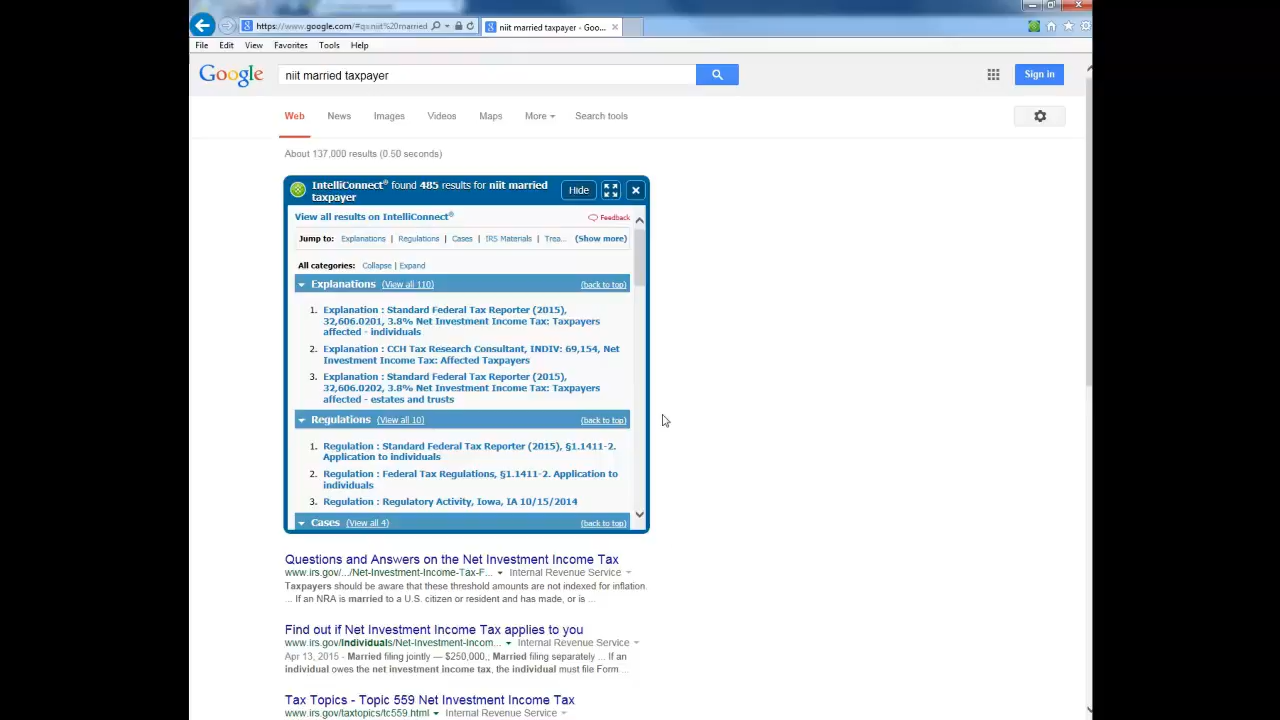 https://www.google.com/#q=niit%20married
niit married taxpayer - Goo...
File Edit View Favorites Tools Help
Google
niit married taxpayer
Sign in
Web News Images Videos Maps More Search tools
About 137,000 results (0.50 seconds)
IntelliConnect® found 485 results for niit married
taxpayer
Hide
View all results on IntelliConnect®
Feedback
Jump to: Explanations | Regulations | Cases | IRS Materials | Trea... (Show more)
All categories: Collapse | Expand
Explanations (View all 110) (back to top)
1. Explanation : Standard Federal Tax Reporter (2015),
32,606.0201, 3.8% Net Investment Income Tax: Taxpayers
affected - individuals
2. Explanation : CCH Tax Research Consultant, INDIV: 69,154, Net
Investment Income Tax: Affected Taxpayers
3. Explanation : Standard Federal Tax Reporter (2015),
32,606.0202, 3.8% Net Investment Income Tax: Taxpayers
affected - estates and trusts
Regulations (View all 10) (back to top)
1. Regulation : Standard Federal Tax Reporter (2015), §1.1411-2.
Application to individuals
2. Regulation : Federal Tax Regulations, §1.1411-2. Application to
individuals
3. Regulation : Regulatory Activity, Iowa, IA 10/15/2014
Cases (View all 4) (back to top)
Questions and Answers on the Net Investment Income Tax
www.irs.gov/.../Net-Investment-Income-Tax-F... Internal Revenue Service
Taxpayers should be aware that these threshold amounts are not indexed for inflation.
... If an NRA is married to a U.S. citizen or resident and has made, or is ...
Find out if Net Investment Income Tax applies to you
www.irs.gov/Individuals/Net-Investment-Incom... Internal Revenue Service
Apr 13, 2015 - Married filing jointly — $250,000,, Married filing separately ... If an
individual owes the net investment income tax, the individual must file Form ...
Tax Topics - Topic 559 Net Investment Income Tax
www.irs.gov/taxtopics/tc559.html Internal Revenue Service